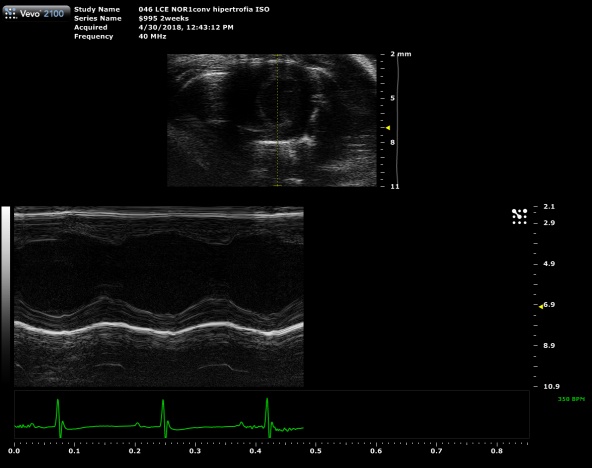 Vevo 2100
Study Name 046 LCE NOR1conv hipertrofia ISO
Series Name S995 2weeks
Acquired 4/30/2018, 12:43:12 PM
Frequency 40 MHz
2 mm
5
8
11
2.1
2.9
4.9
6.9
8.9
10.9
350 BPM
0.0 0.1 0.2 0.3 0.4 0.5 0.6 0.7 0.8